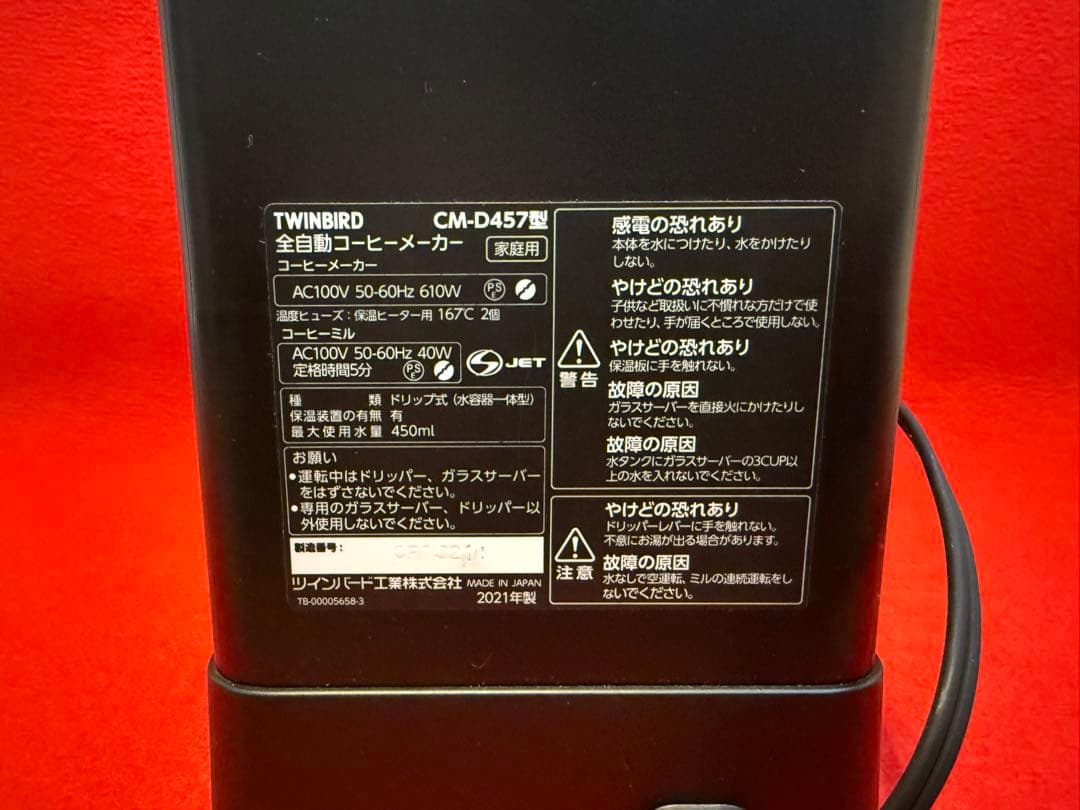 TWINBIRD CM-D457型
全自動コーヒーメーカー 家庭用
コーヒーメーカー
AC100V 50-60Hz 610W PSE
温度ヒューズ:保温ヒーター用 167℃ 2個
コーヒーミル
AC100V 50-60Hz 40W
定格時間5分 PSE
JET
種類 ドリップ式(水容器一体型)
保温装置の有無 有
最大使用水量 450ml
お願い
●運転中はドリッパー、ガラスサーバー
をはずさないでください。
●専用のガラスサーバー、ドリッパー以
外使用しないでください。
製造番号:
ツインバード工業株式会社 MADE IN JAPAN
TB-00005658-3 2021年製
警告
感電の恐れあり
本体を水につけたり、水をかけたり
しない。
やけどの恐れあり
子供など取扱いに不慣れな方だけで使
わせたり、手が届くところで使用しない。
やけどの恐れあり
保温板に手を触れない。
故障の原因
ガラスサーバーを直接火にかけたりし
ないでください。
故障の原因
水タンクにガラスサーバーの3CUP以
上の水を入れないでください。
注意
やけどの恐れあり
ドリッパーレバーに手を触れない。
不意にお湯が出る場合があります。
故障の原因
水なしで空運転、ミルの連続運転をし
ないでください。